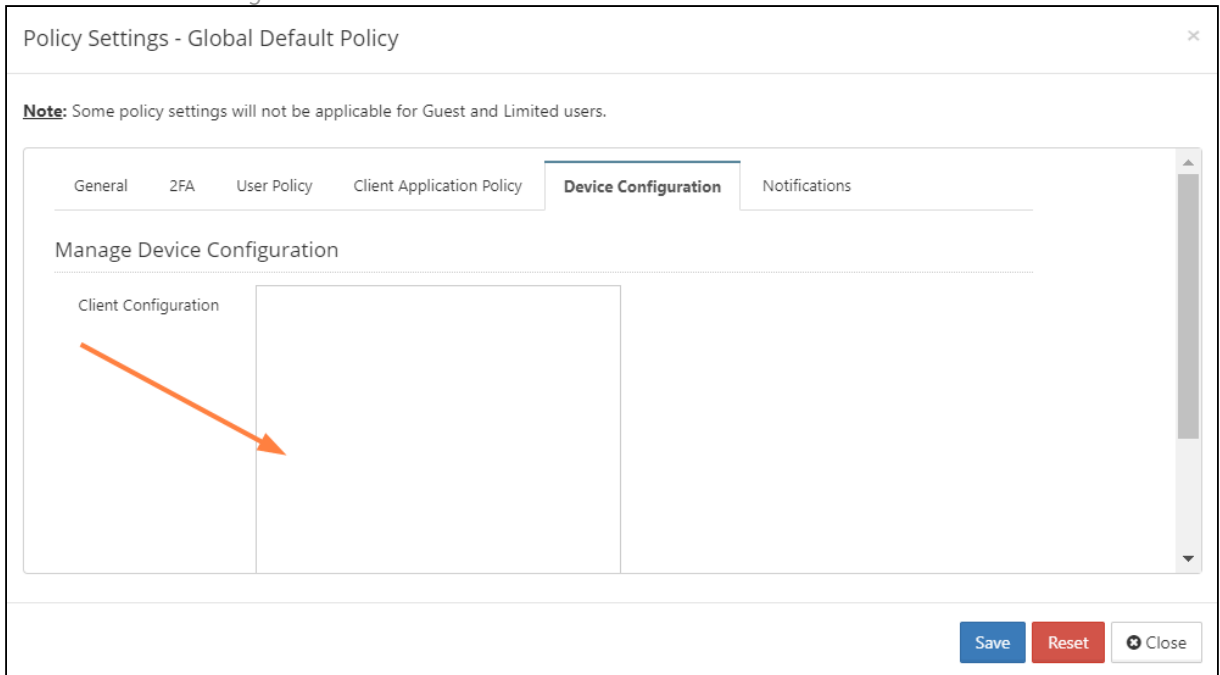 Policy Settings - Global Default Policy
×
Note: Some policy settings will not be applicable for Guest and Limited users.
General 2FA User Policy Client Application Policy Device Configuration Notifications
Manage Device Configuration
Client Configuration
Save Reset Close